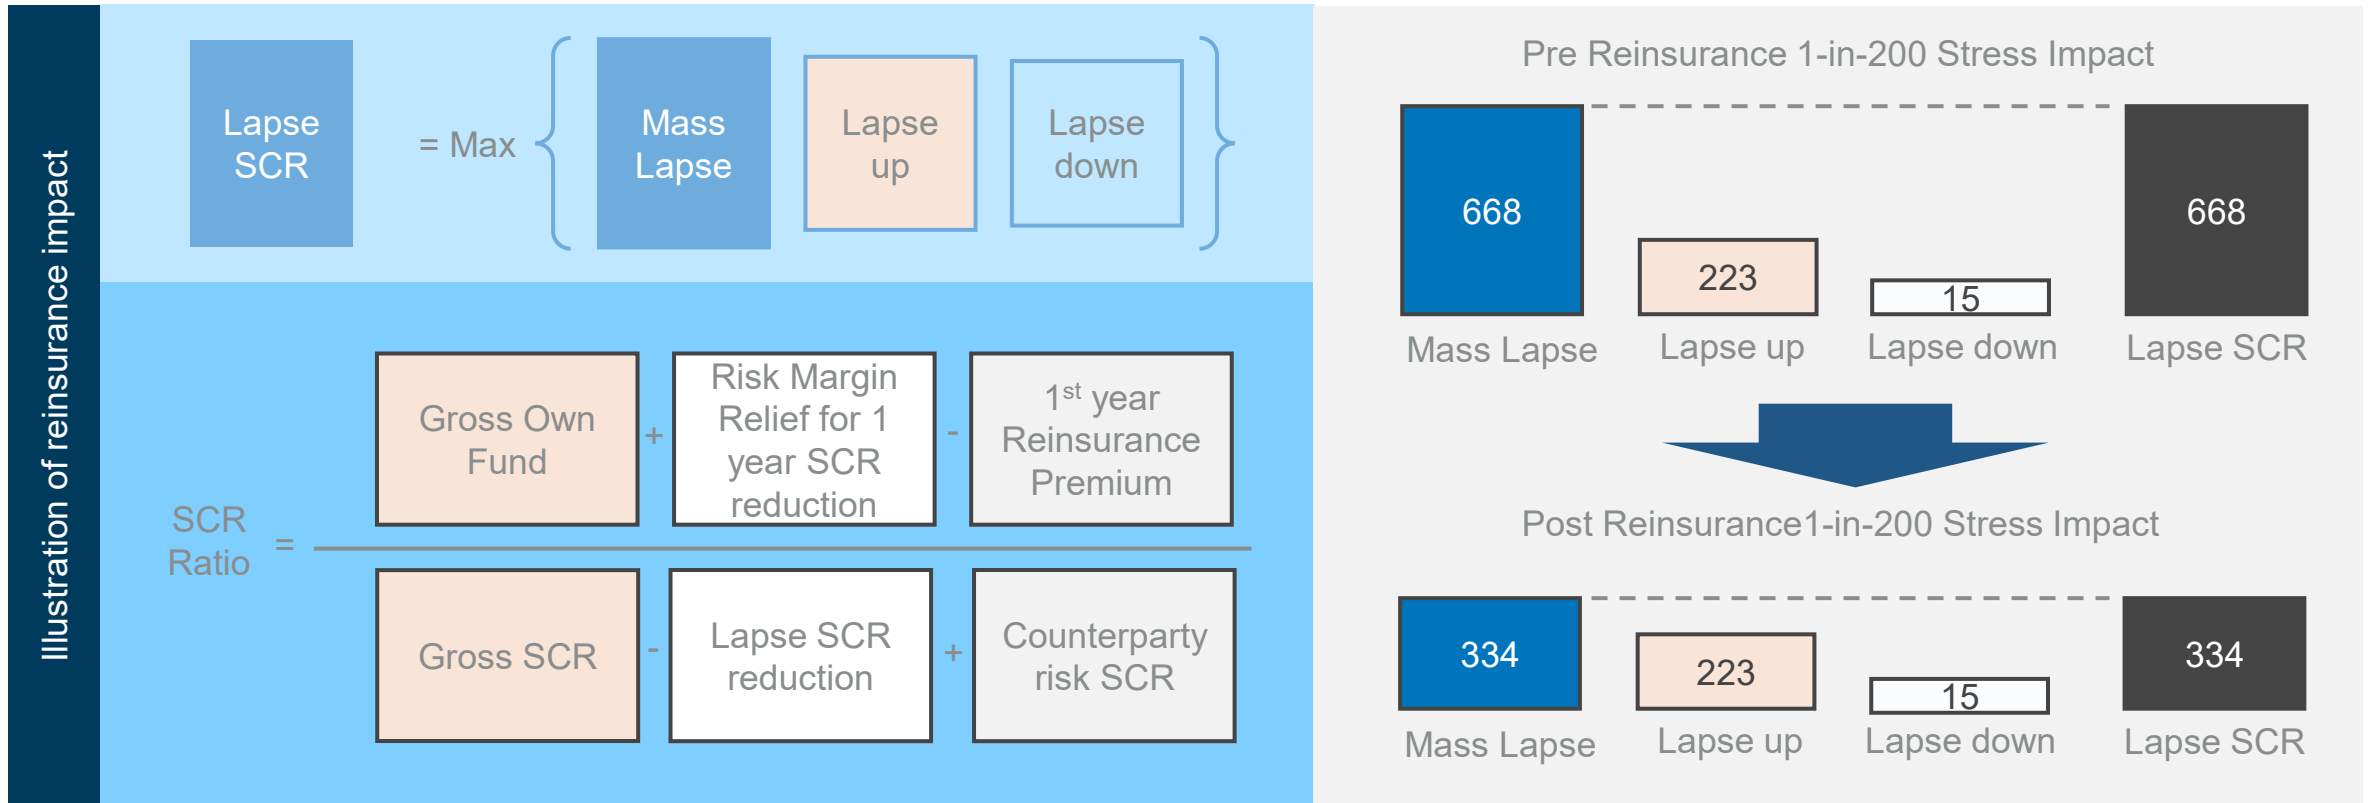 Illustration of reinsurance impact
Lapse
SCR
= Max
Mass
Lapse
Lapse
up
Lapse
down
SCR
Ratio
=
Gross Own
Fund
+
Risk Margin
Relief for 1
year SCR
reduction
-
1st year
Reinsurance
Premium
Gross SCR
-
Lapse SCR
reduction
+
Counterparty
risk SCR
Pre Reinsurance 1-in-200 Stress Impact
668
223
15
668
Mass Lapse
Lapse up
Lapse down
Lapse SCR
Post Reinsurance1-in-200 Stress Impact
334
223
15
334
Mass Lapse
Lapse up
Lapse down
Lapse SCR